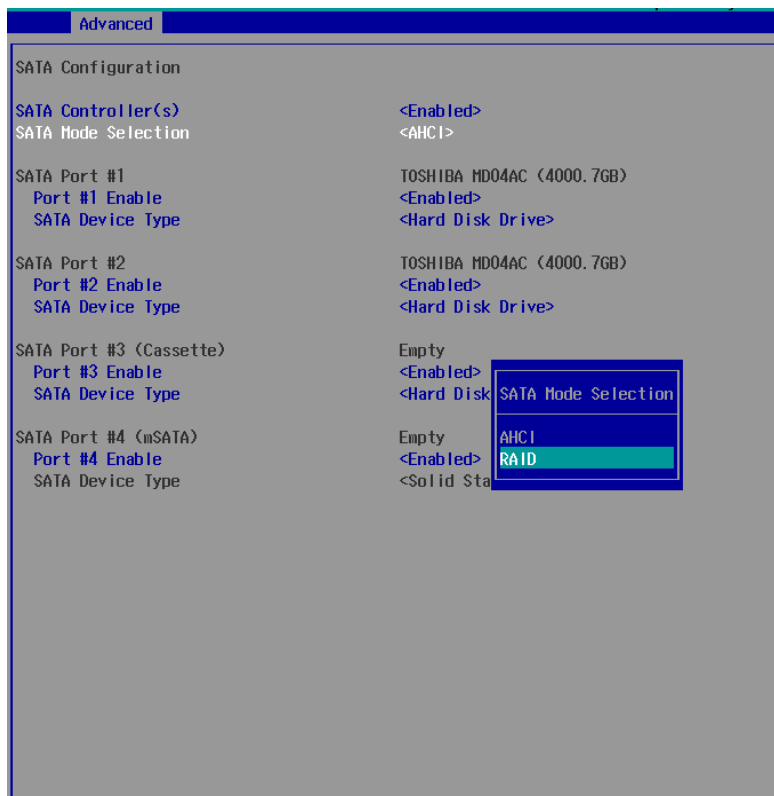 Advanced
SATA Configuration
SATA Controller(s) <Enabled>
SATA Mode Selection <AHCI>
SATA Port #1 TOSHIBA MD04AC (4000.7GB)
Port #1 Enable <Enabled>
SATA Device Type <Hard Disk Drive>
SATA Port #2 TOSHIBA MD04AC (4000.7GB)
Port #2 Enable <Enabled>
SATA Device Type <Hard Disk Drive>
SATA Port #3 (Cassette) Empty
Port #3 Enable <Enabled>
SATA Device Type <Hard Disk
SATA Port #4 (mSATA) Empty
Port #4 Enable <Enabled>
SATA Device Type <Solid Sta
SATA Mode Selection
AHCI
RAID